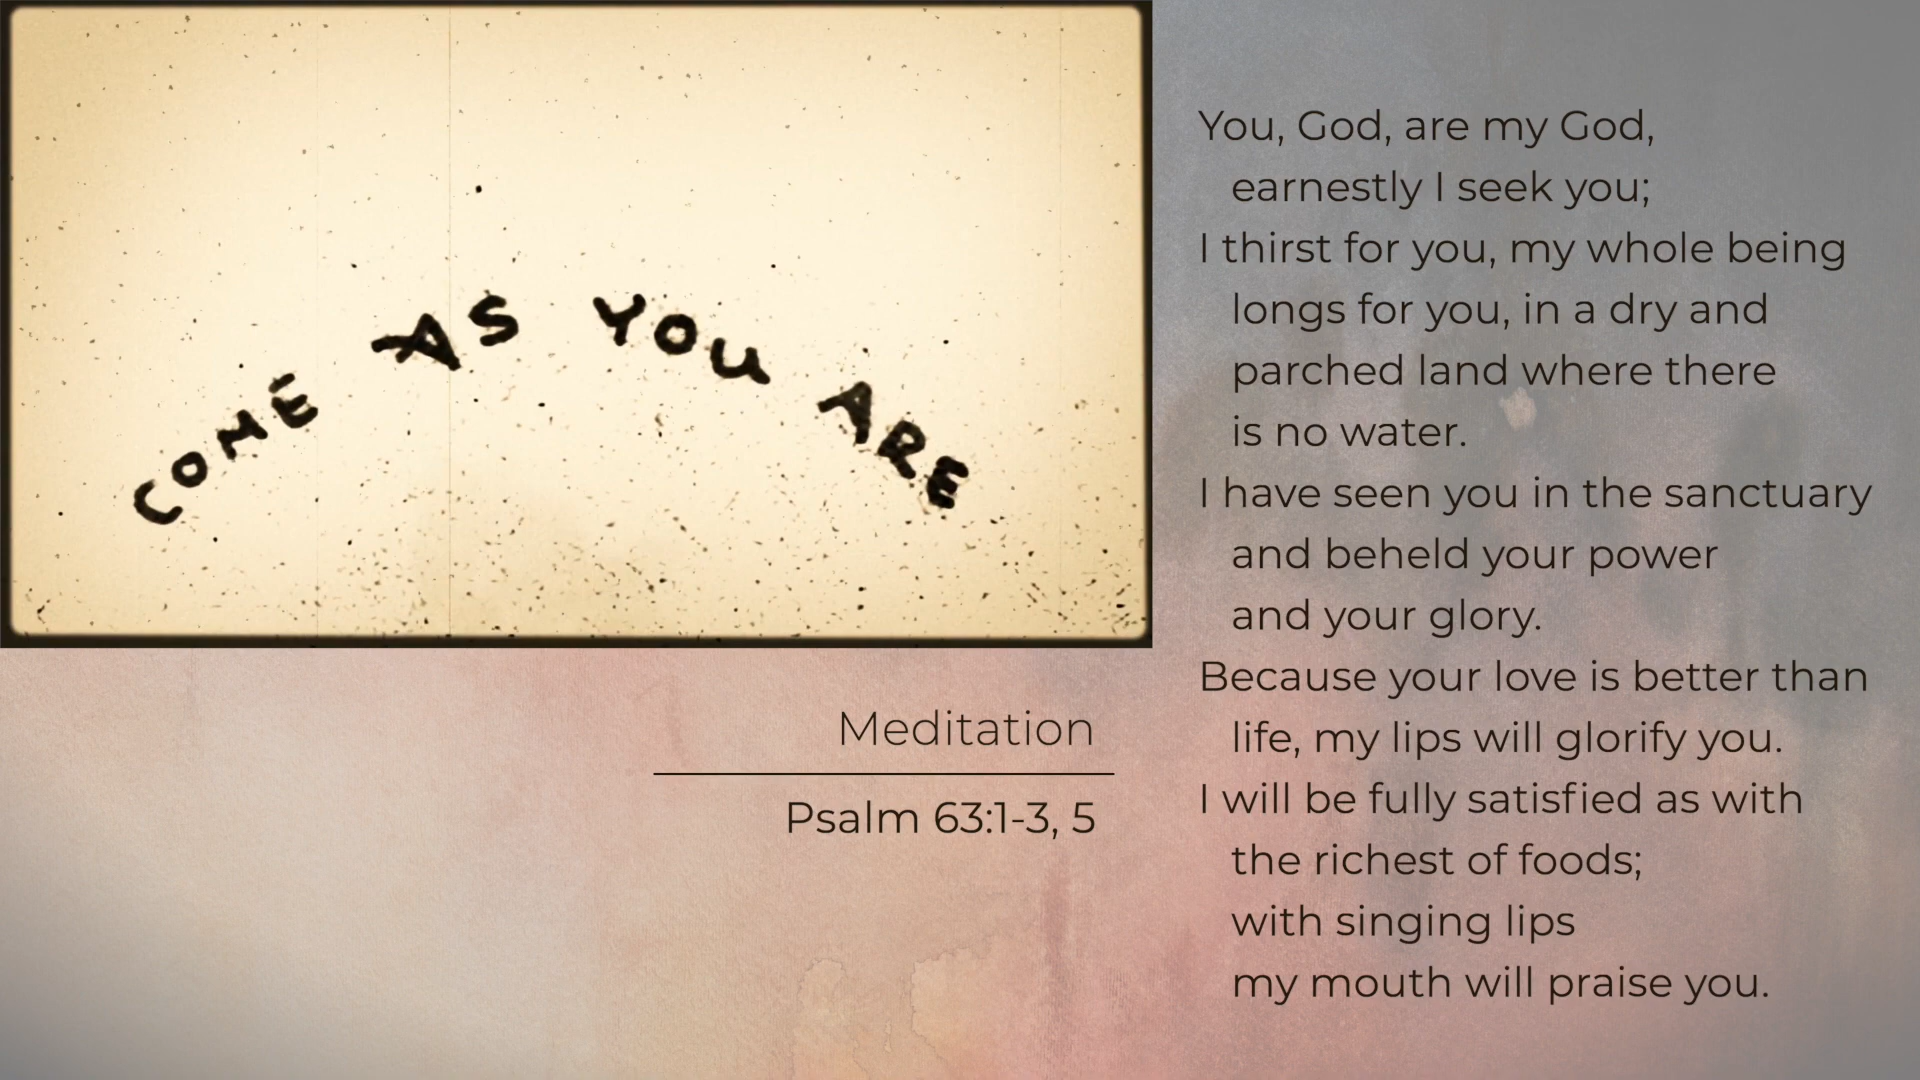 COME AS YOU ARE
Meditation
Psalm 63:1-3, 5
You, God, are my God,
earnestly I seek you;
I thirst for you, my whole being
longs for you, in a dry and
parched land where there
is no water.
I have seen you in the sanctuary
and beheld your power
and your glory.
Because your love is better than
life, my lips will glorify you.
I will be fully satisfied as with
the richest of foods;
with singing lips
my mouth will praise you.